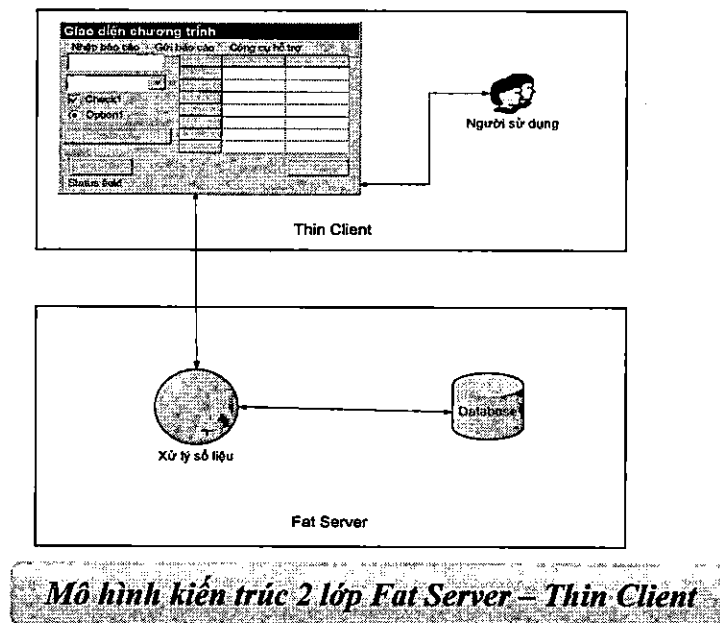 Giao diện chương trình
Nhập báo cáo Gửi báo cáo Công cụ hỗ trợ
Check1
Option1
Status field
Người sử dụng
Thin Client
Database
Xử lý số liệu
Fat Server
Mô hình kiến trúc 2 lớp Fat Server – Thin Client